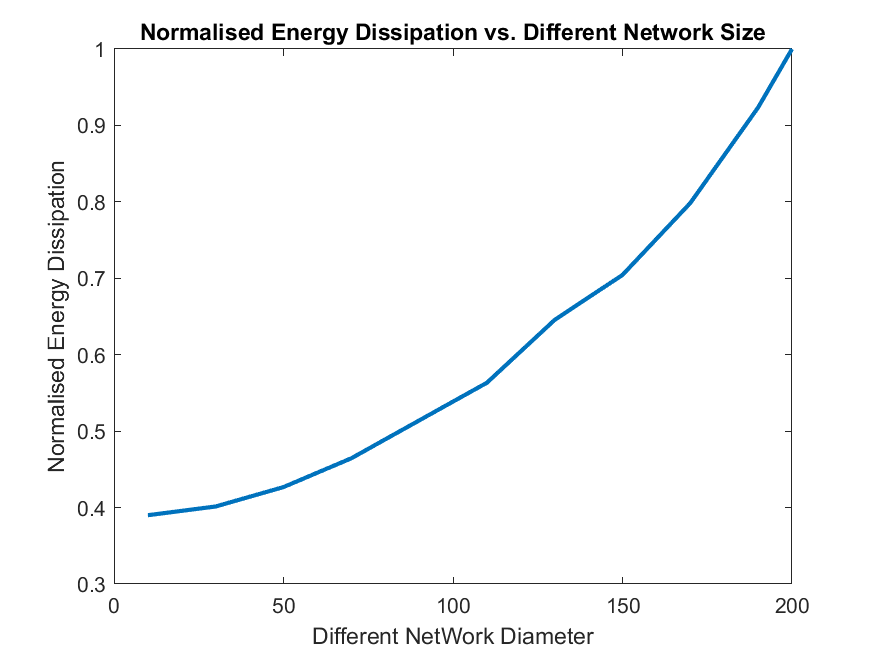 Normalised Energy Dissipation vs. Different Network Size
1
0.9
0.8
0.7
0.6
0.5
0.4
0.3
Normalised Energy Dissipation
0 50 100 150 200
Different NetWork Diameter